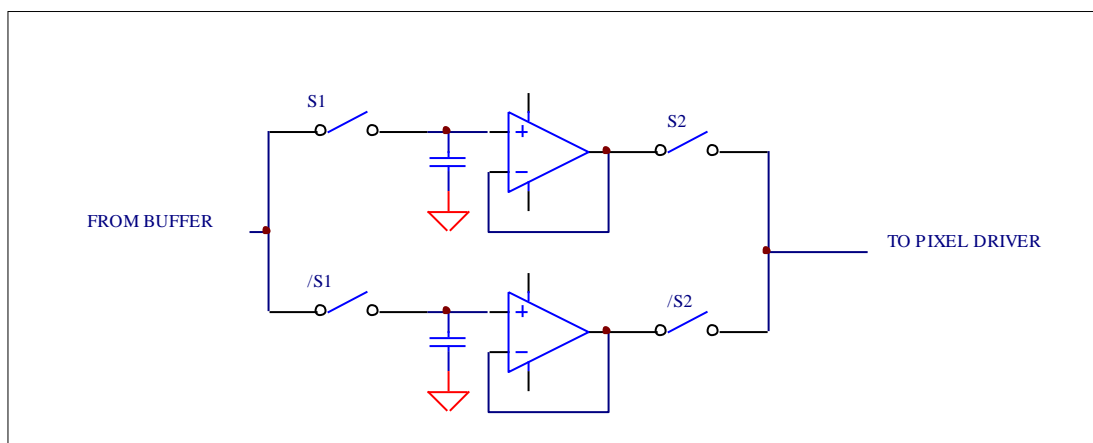 S1
S2
FROM BUFFER
TO PIXEL DRIVER
/S1
/S2